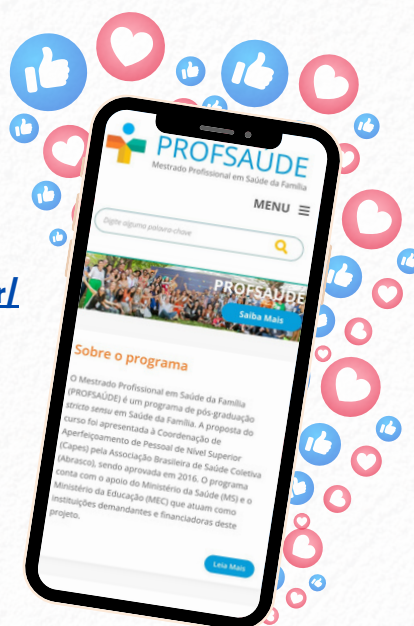 PROFSAUDE
Mestrado Profissional em Saúde da Família
MENU
Digite alguma palavra-chave
r/
PROFSAÚDE
Saiba Mais
Sobre o programa
O Mestrado Profissional em Saúde da Família
(PROFSAÚDE) é um programa de pós-graduação
stricto sensu em Saúde da Família. A proposta do
curso foi apresentada à Coordenação de
Aperfeiçoamento de Pessoal de Nível Superior
(Capes) pela Associação Brasileira de Saúde Coletiva
(Abrasco), sendo aprovada em 2016. O programa
conta com o apoio do Ministério da Saúde (MS) e o
Ministério da Educação (MEC) que atuam como
instituições demandantes e financiadoras deste
projeto.
Leia Mais